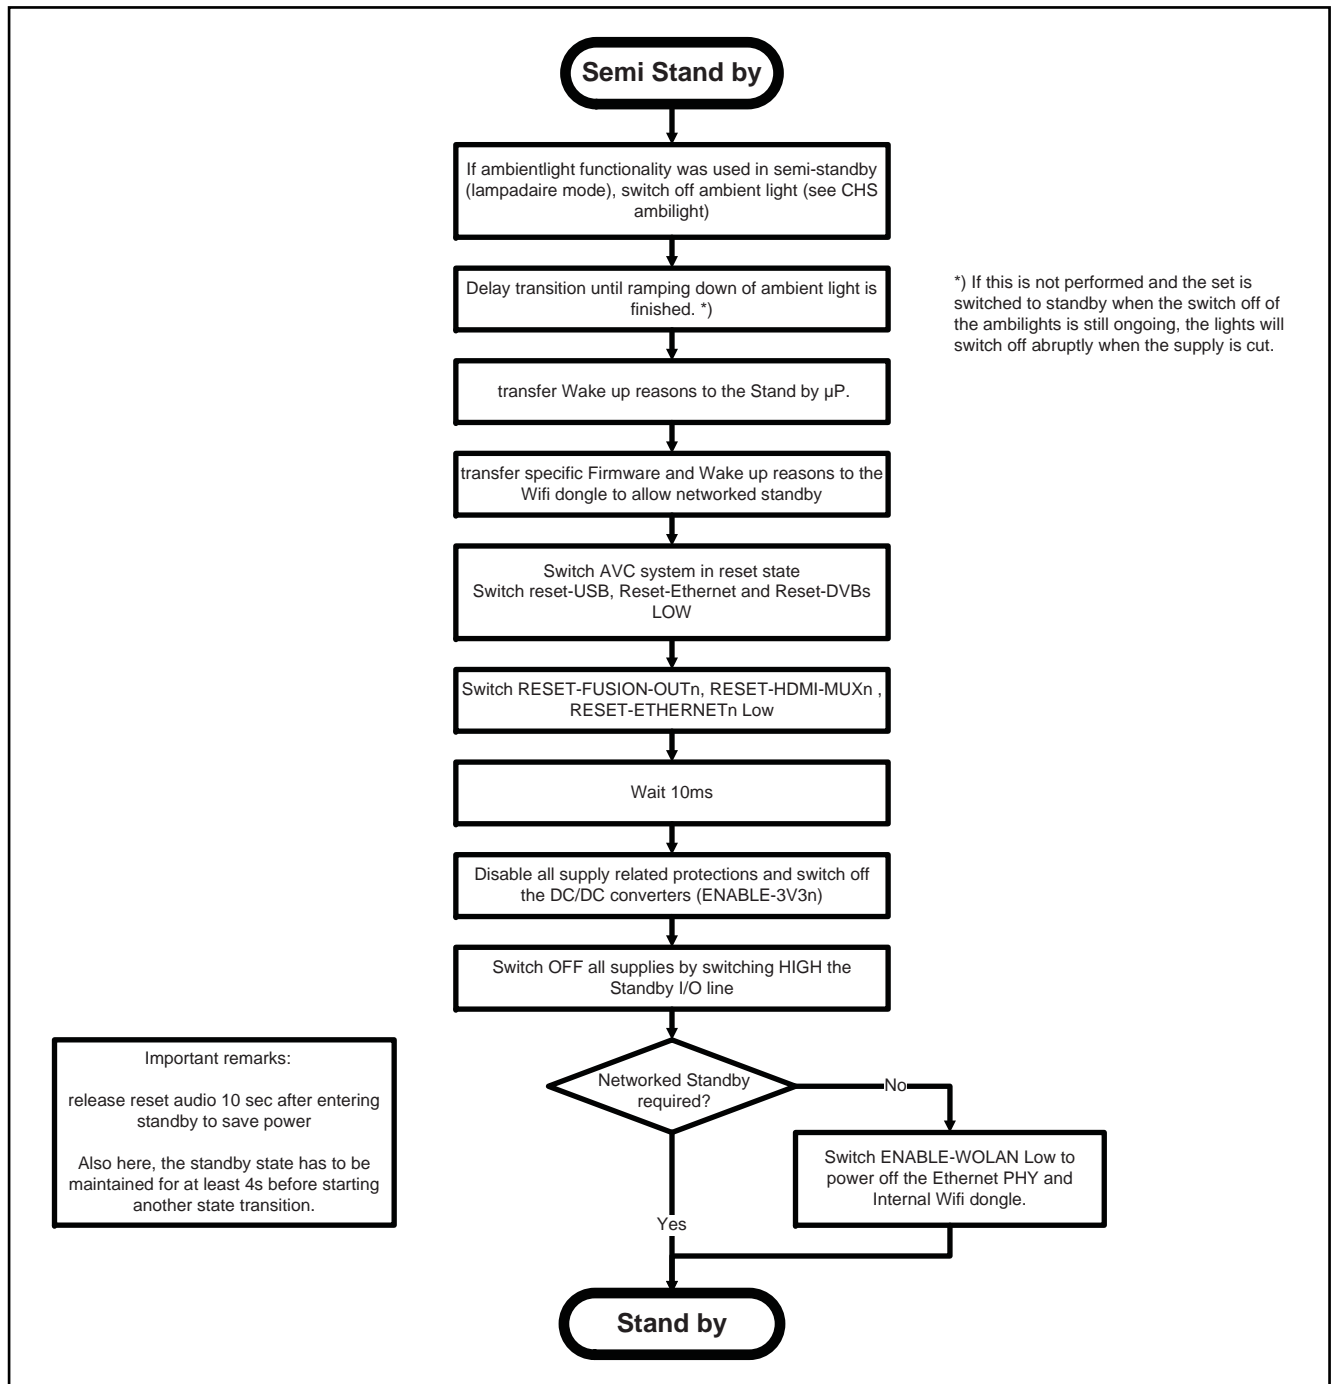 Semi Stand by
If ambientlight functionality was used in semi-standby
(lampadaire mode), switch off ambient light (see CHS
ambilight)
Delay transition until ramping down of ambient light is
finished. *)
*) If this is not performed and the set is
switched to standby when the switch off of
the ambilights is still ongoing, the lights will
switch off abruptly when the supply is cut.
transfer Wake up reasons to the Stand by µP.
transfer specific Firmware and Wake up reasons to the
Wifi dongle to allow networked standby
Switch AVC system in reset state
Switch reset-USB, Reset-Ethernet and Reset-DVBs
LOW
Switch RESET-FUSION-OUTn, RESET-HDMI-MUXn ,
RESET-ETHERNETn Low
Wait 10ms
Disable all supply related protections and switch off
the DC/DC converters (ENABLE-3V3n)
Switch OFF all supplies by switching HIGH the
Standby I/O line
Important remarks:
release reset audio 10 sec after entering
standby to save power
Also here, the standby state has to be
maintained for at least 4s before starting
another state transition.
Networked Standby
required?
No
Switch ENABLE-WOLAN Low to
power off the Ethernet PHY and
Internal Wifi dongle.
Yes
Stand by